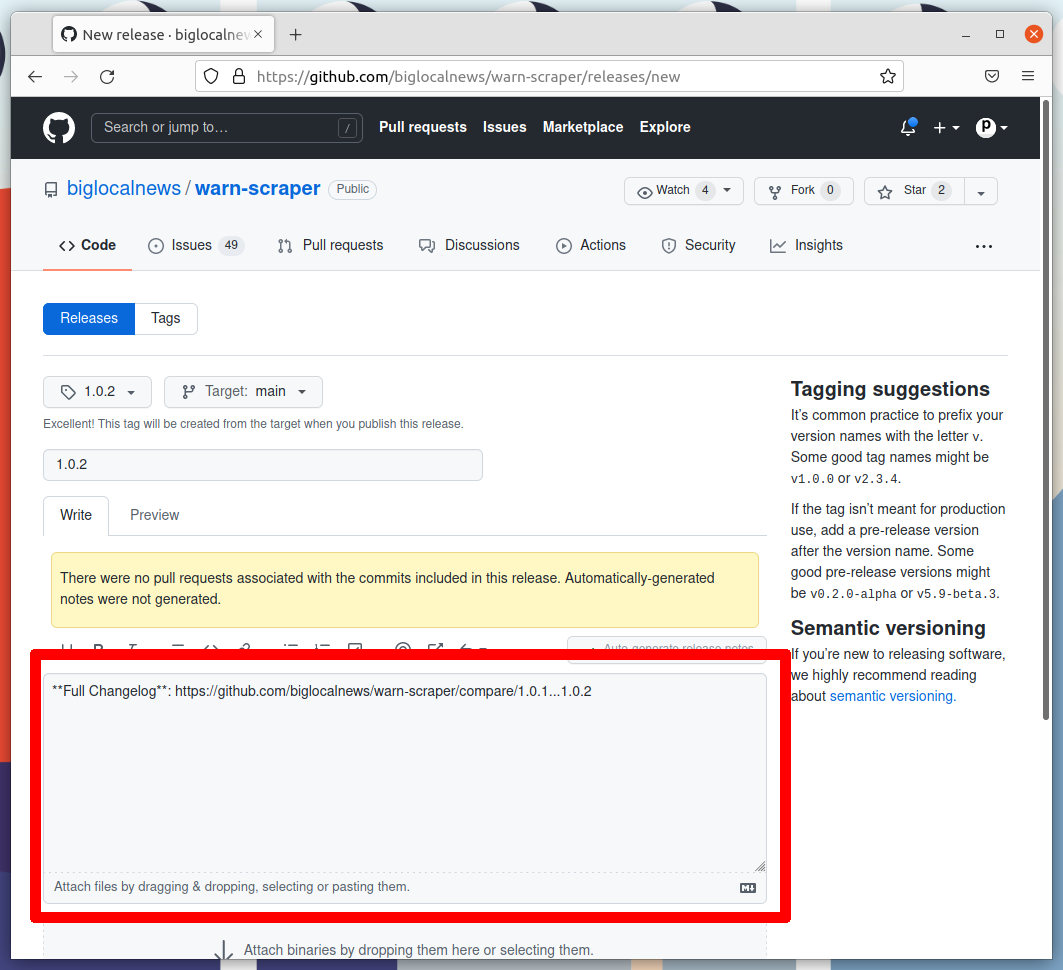 New release · biglocalnew
https://github.com/biglocalnews/warn-scraper/releases/new
Search or jump to… / Pull requests Issues Marketplace Explore
biglocalnews / warn-scraper Public
Watch 4 Fork 0 Star 2
Code Issues 49 Pull requests Discussions Actions Security Insights
Releases Tags
1.0.2 Target: main
Excellent! This tag will be created from the target when you publish this release.
1.0.2
Write Preview
There were no pull requests associated with the commits included in this release. Automatically-generated
notes were not generated.
Auto-generate release notes
**Full Changelog**: https://github.com/biglocalnews/warn-scraper/compare/1.0.1...1.0.2
Attach files by dragging & dropping, selecting or pasting them.
Attach binaries by dropping them here or selecting them.
Tagging suggestions
It’s common practice to prefix your
version names with the letter v.
Some good tag names might be
v1.0.0 or v2.3.4.
If the tag isn’t meant for production
use, add a pre-release version
after the version name. Some
good pre-release versions might
be v0.2.0-alpha or v5.9-beta.3.
Semantic versioning
If you’re new to releasing software,
we highly recommend reading
about semantic versioning.